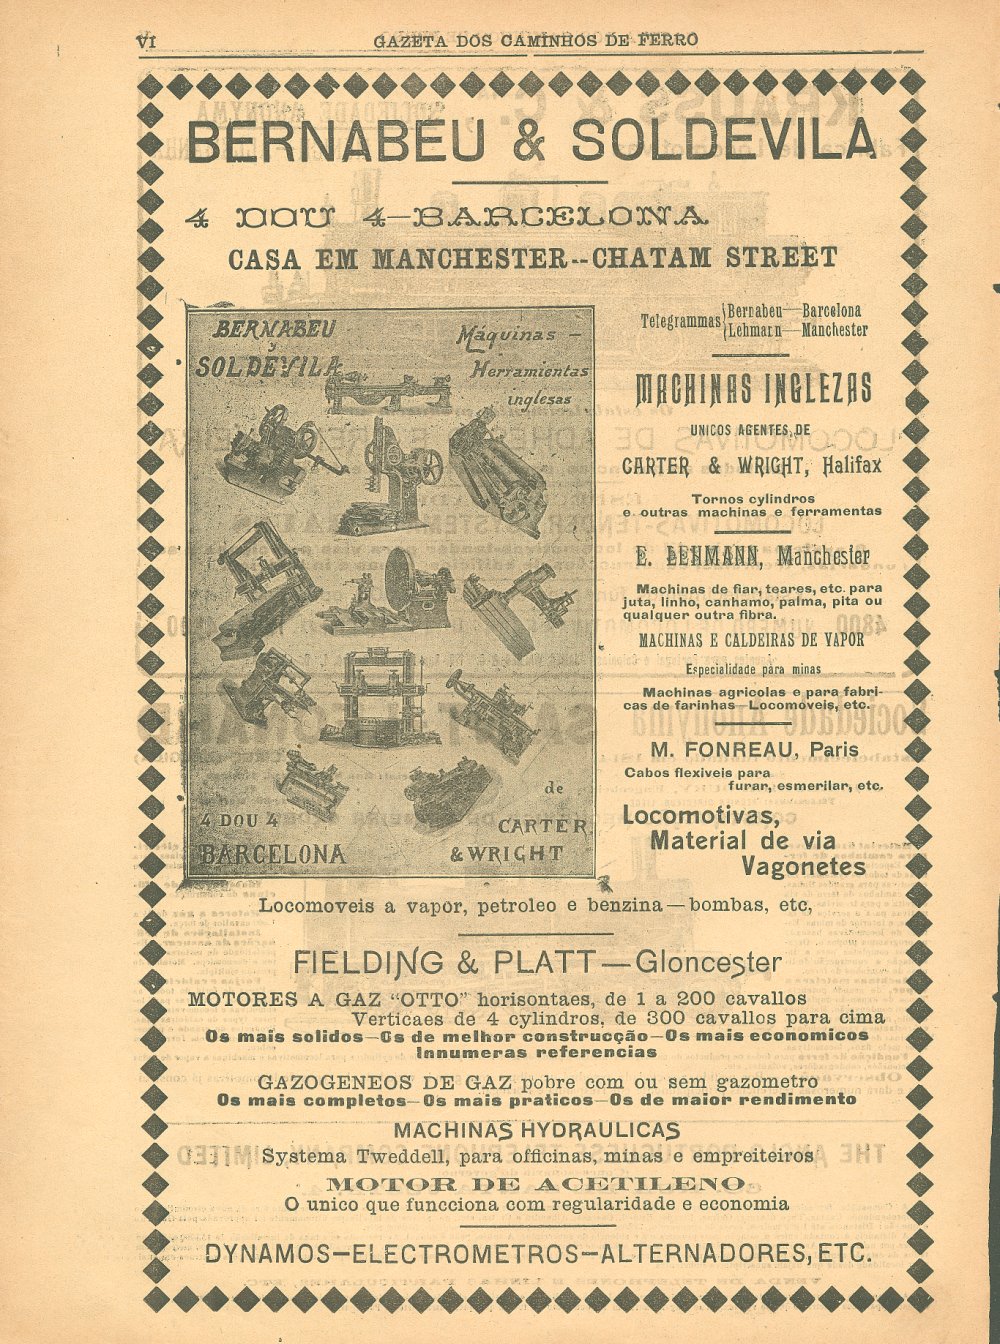 VI
GAZETA DOS CAMINHOS DE FERRO
BERNABEU & SOLDEVILA
4 DOU 4—BARCELONA
CASA EM MANCHESTER--CHATAM STREET
BERNABEU
y
SOLDEVILA
Máquinas –
Herramientas
inglesas
de
4 DOU 4
CARTER
BARCELONA
& WRIGHT
Telegrammas { Bernabeu—Barcelona
Lehmann—Manchester
MACHINAS INGLEZAS
UNICOS AGENTES DE
CARTER & WRIGHT, Halifax
Tornos cylindros
e outras machinas e ferramentas
E. LEHMANN, Manchester
Machinas de fiar, teares, etc. para
juta, linho, canhamo, palma, pita ou
qualquer outra fibra.
MACHINAS E CALDEIRAS DE VAPOR
Especialidade para minas
Machinas agricolas e para fabri-
cas de farinhas—Locomoveis, etc.
M. FONREAU, Paris
Cabos flexiveis para
furar, esmerilar, etc.
Locomotivas,
Material de via
Vagonetes
Locomoveis a vapor, petroleo e benzina—bombas, etc,
FIELDING & PLATT—Gloncester
MOTORES A GAZ "OTTO" horisontaes, de 1 a 200 cavallos
Verticaes de 4 cylindros, de 300 cavallos para cima
Os mais solidos—Os de melhor construcção—Os mais economicos
Innumeras referencias
GAZOGENEOS DE GAZ pobre com ou sem gazometro
Os mais completos—Os mais praticos—Os de maior rendimento
MACHINAS HYDRAULICAS
Systema Tweddell, para officinas, minas e empreiteiros
MOTOR DE ACETILENO
O unico que funcciona com regularidade e economia
DYNAMOS—ELECTROMETROS—ALTERNADORES, ETC.